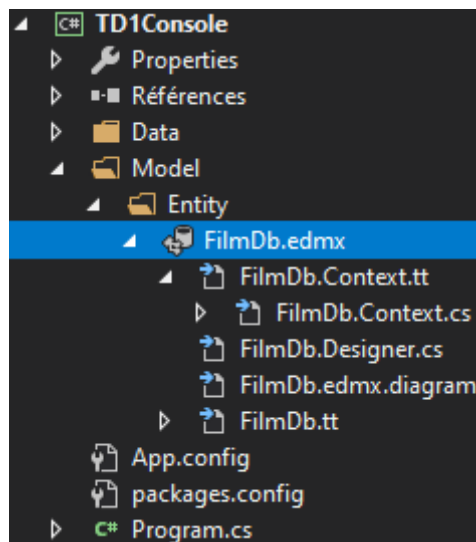 C# TD1Console
Properties
Références
Data
Model
Entity
FilmDb.edmx
FilmDb.Context.tt
FilmDb.Context.cs
FilmDb.Designer.cs
FilmDb.edmx.diagram
FilmDb.tt
App.config
packages.config
C# Program.cs